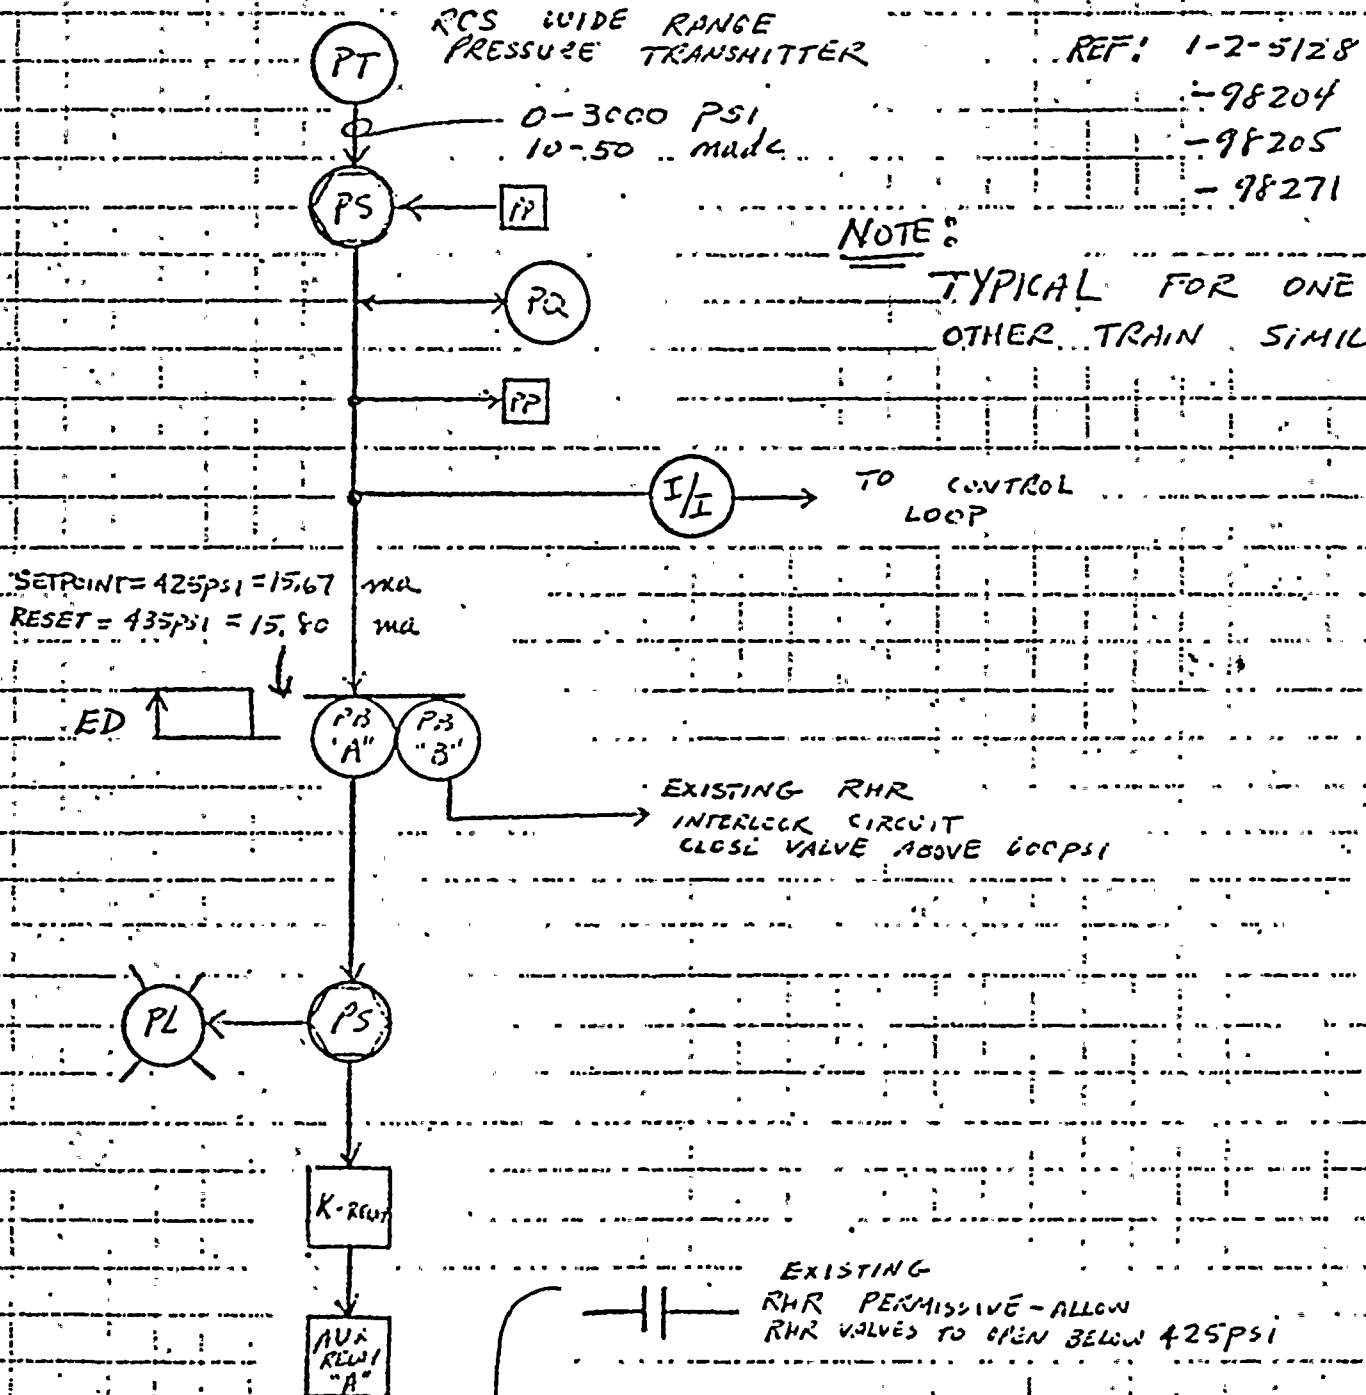 RCS WIDE RANGE
PRESSURE TRANSMITTER
PT
REF: 1-2-5128
-98204
-98205
-98271
0-3000 PSI
10-50 madc
PS
PP
NOTE:
TYPICAL FOR ONE
OTHER TRAIN SIMIL
PQ
PP
I/I
TO CONTROL
LOOP
SETPOINT = 425psi = 15.67 ma
RESET = 435psi = 15.80 ma
ED
PB
"A"
PB
"B"
EXISTING RHR
INTERLOCK CIRCUIT
CLOSE VALVE ABOVE 600PSI
PL
PS
K-RELAY
EXISTING
RHR PERMISSIVE-ALLOW
RHR VALVES TO OPEN BELOW 425PSI
AUX
RELAY
"A"